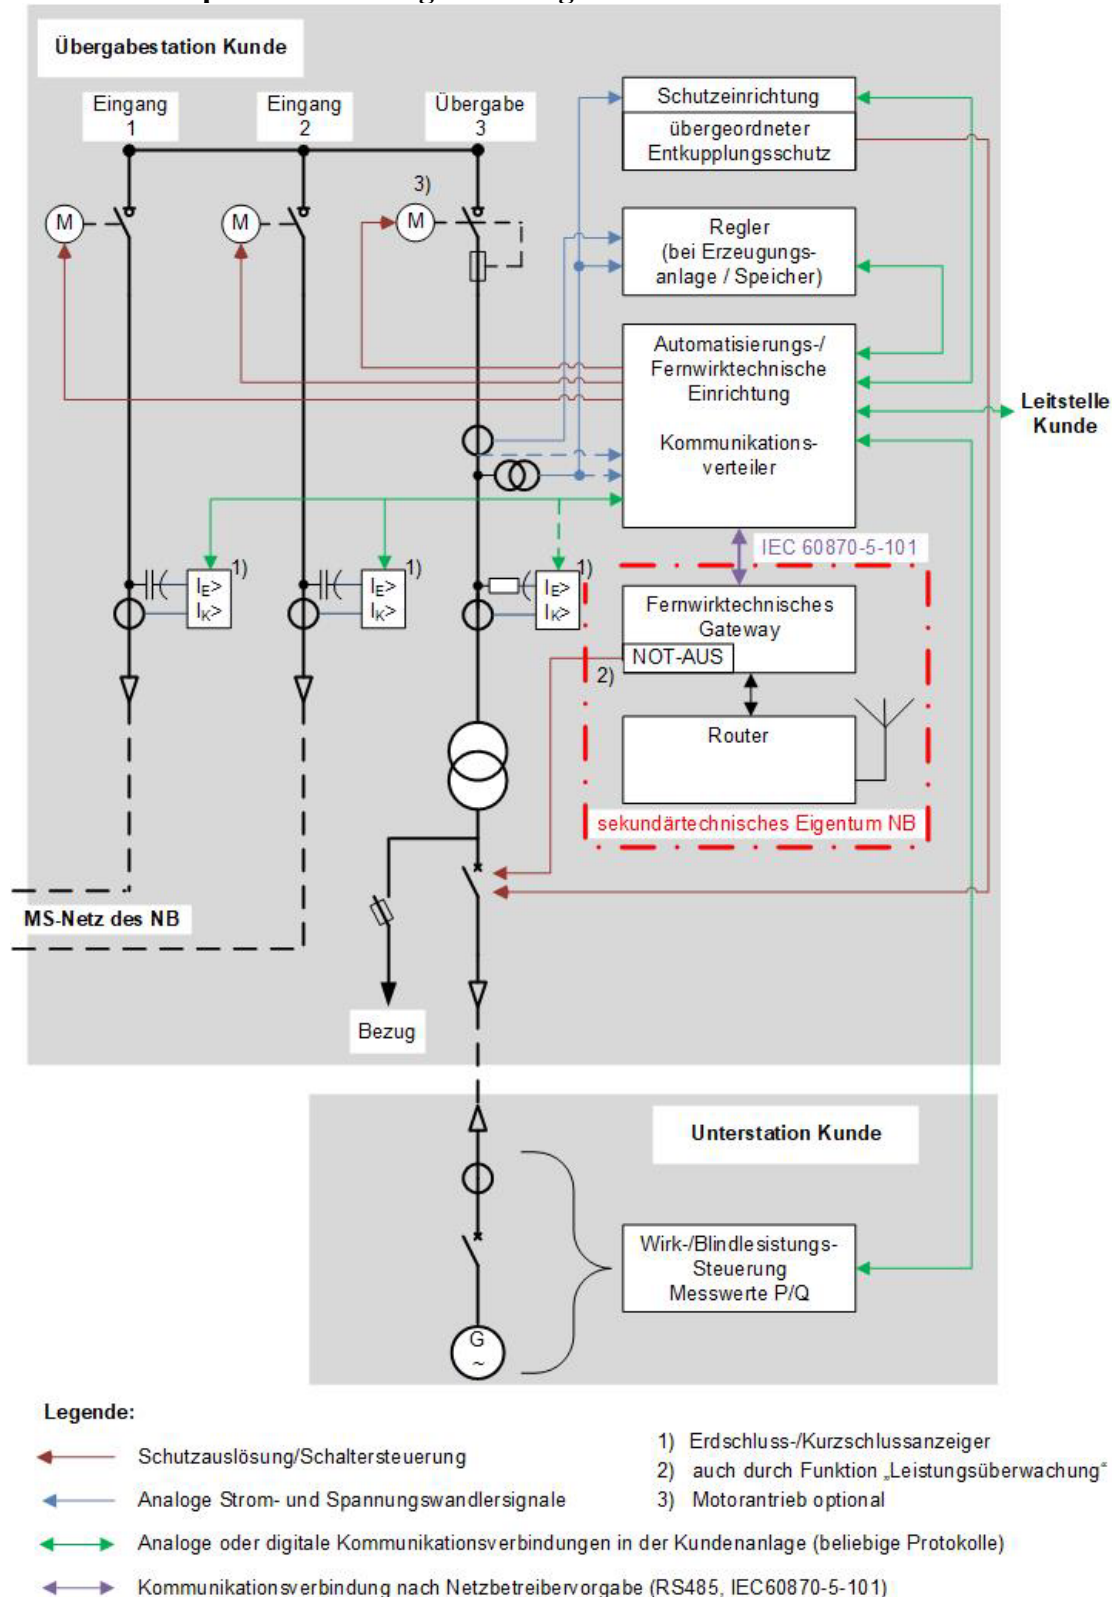 Übergabestation Kunde
Eingang
1
Eingang
2
Übergabe
3
3)
M
M
M
Schutzeinrichtung
übergeordneter
Entkupplungsschutz
Regler
(bei Erzeugungs-
anlage / Speicher)
Automatisierungs-/
Fernwirktechnische
Einrichtung
Kommunikations-
verteiler
Leitstelle
Kunde
IEC 60870-5-101
1)
IE>
IK>
1)
IE>
IK>
1)
IE>
IK>
Fernwirktechnisches
Gateway
NOT-AUS
2)
Router
sekundärtechnisches Eigentum NB
MS-Netz des NB
Bezug
Unterstation Kunde
Wirk-/Blindlesistungs-
Steuerung
Messwerte P/Q
G
~
Legende:
Schutzauslösung/Schaltersteuerung
Analoge Strom- und Spannungswandlersignale
1) Erdschluss-/Kurzschlussanzeiger
2) auch durch Funktion „Leistungsüberwachung“
3) Motorantrieb optional
Analoge oder digitale Kommunikationsverbindungen in der Kundenanlage (beliebige Protokolle)
Kommunikationsverbindung nach Netzbetreibervorgabe (RS485, IEC60870-5-101)